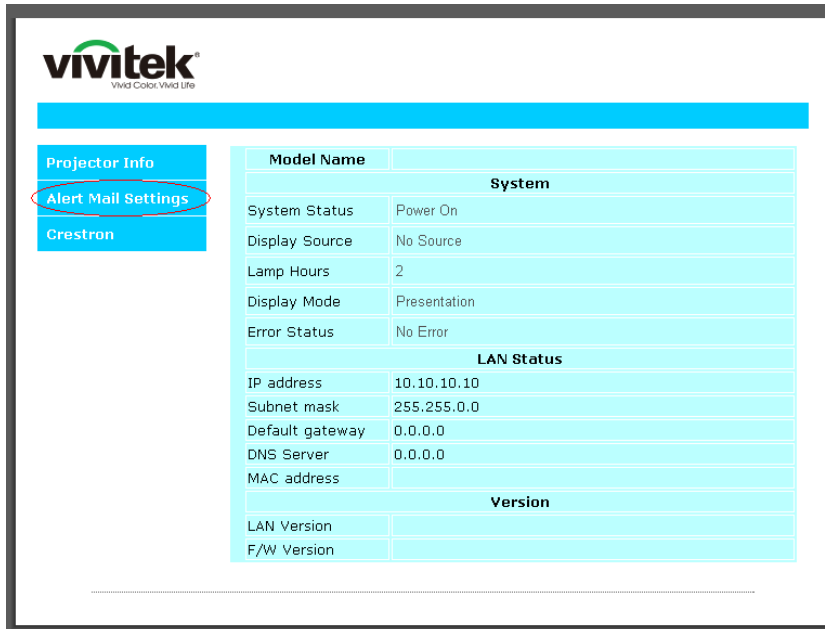 vivitek®
Vivid Color, Vivid Life
Projector Info
Alert Mail Settings
Crestron
Model Name
System
System Status Power On
Display Source No Source
Lamp Hours 2
Display Mode Presentation
Error Status No Error
LAN Status
IP address 10.10.10.10
Subnet mask 255.255.0.0
Default gateway 0.0.0.0
DNS Server 0.0.0.0
MAC address
Version
LAN Version
F/W Version